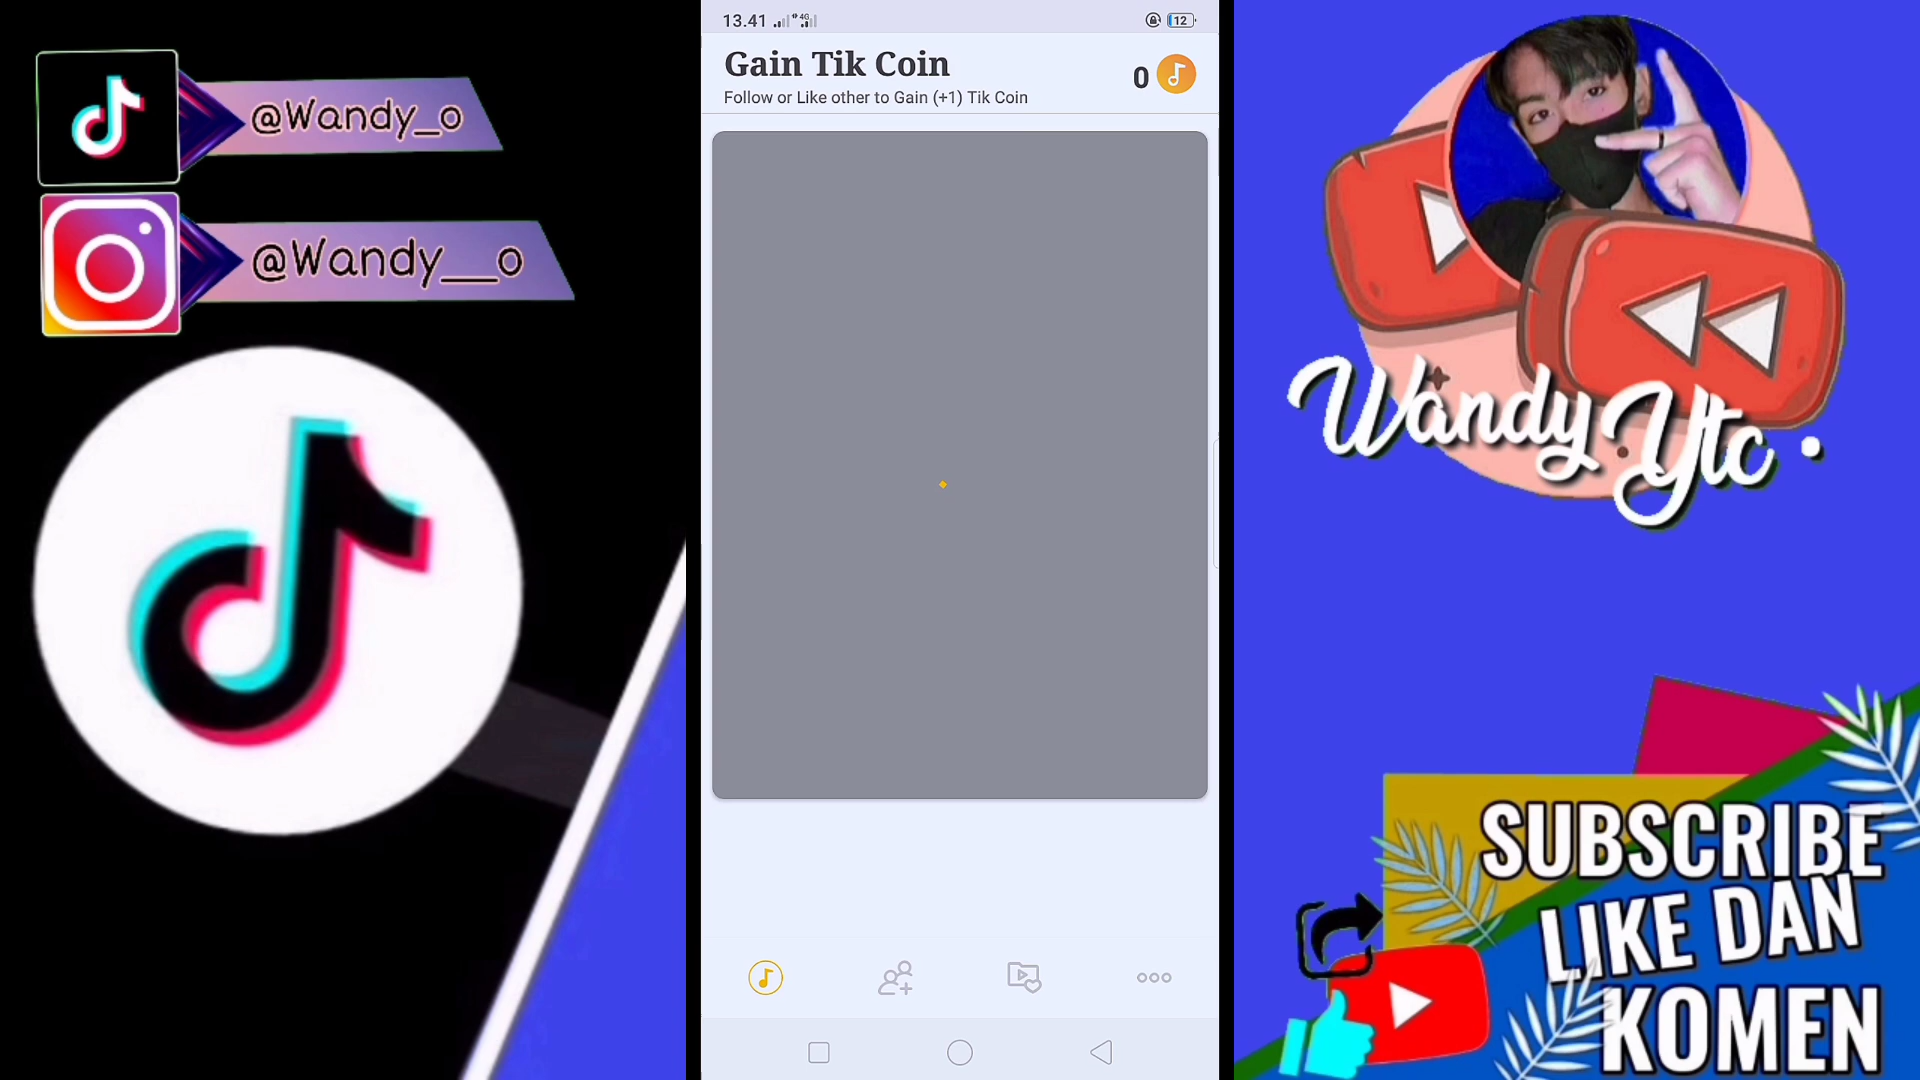 @Wandy_o
@Wandy__o
13.41
4G
12
Gain Tik Coin
0
Follow or Like other to Gain (+1) Tik Coin
Wandy Ytc
SUBSCRIBE
LIKE DAN
KOMEN